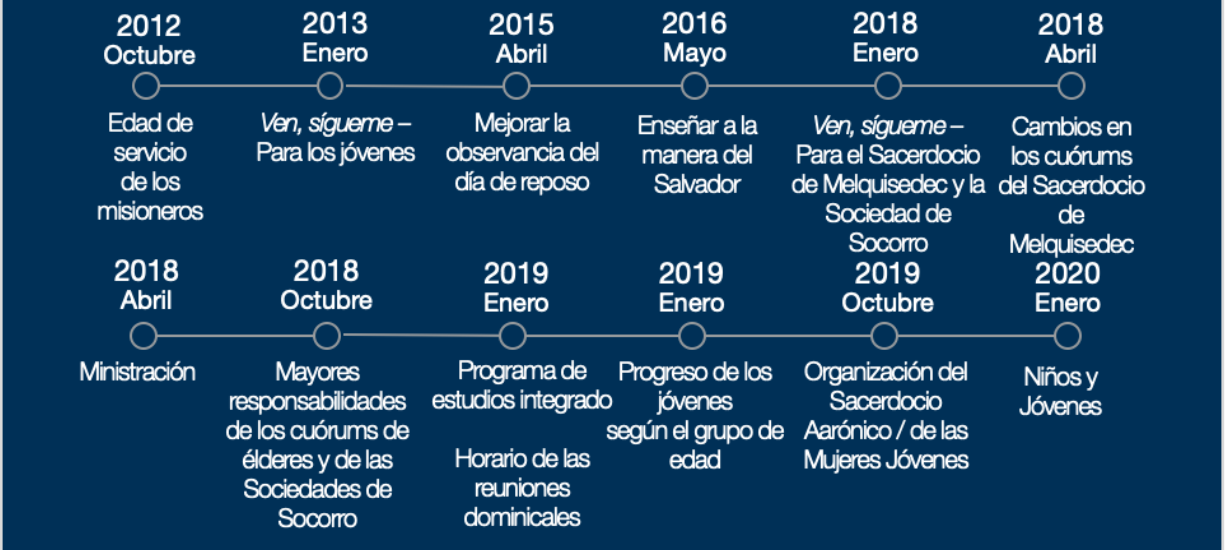 2012
Octubre
Edad de
servicio
de los
misioneros
2013
Enero
Ven, sígueme –
Para los jóvenes
2015
Abril
Mejorar la
observancia del
día de reposo
2016
Mayo
Enseñar a la
manera del
Salvador
2018
Enero
Ven, sígueme –
Para el Sacerdocio
de Melquisedec y la
Sociedad de
Socorro
2018
Abril
Cambios en
los cuórums
del Sacerdocio
de
Melquisedec
2018
Abril
Ministración
2018
Octubre
Mayores
responsabilidades
de los cuórums de
élderes y de las
Sociedades de
Socorro
2019
Enero
Programa de
estudios integrado
Horario de las
reuniones
dominicales
2019
Enero
Progreso de los
jóvenes
según el grupo de
edad
2019
Octubre
Organización del
Sacerdocio
Aarónico / de las
Mujeres Jóvenes
2020
Enero
Niños y
Jóvenes